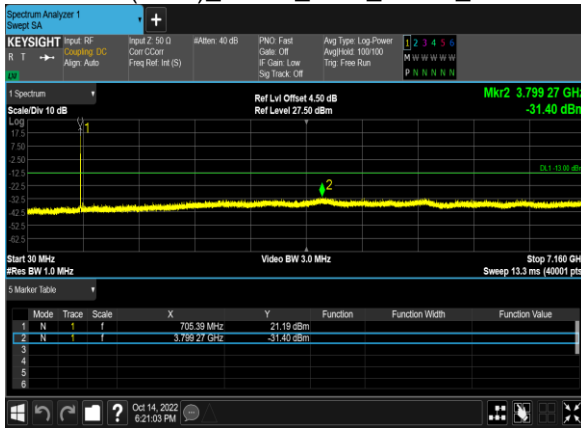 Spectrum Analyzer 1
Swept SA
+
KEYSIGHT Input: RF Input Z: 50 Ω #Atten: 40 dB PNO: Fast Avg Type: Log-Power 1 2 3 4 5 6
R T Coupling: DC Corr CCorr Gate: Off Avg|Hold: 100/100 M W W W W W
Align: Auto Freq Ref: Int (S) IF Gain: Low Trig: Free Run
Sig Track: Off P N N N N N
1 Spectrum
Ref Lvl Offset 4.50 dB Mkr2 3.799 27 GHz
Scale/Div 10 dB Ref Level 27.50 dBm -31.40 dBm
Log
17.5 1
7.50
-2.50
-12.5 DL1 -13.00 dBm
-22.5 2
-32.5
-42.5
-52.5
-62.5
Start 30 MHz Video BW 3.0 MHz Stop 7.160 GH
#Res BW 1.0 MHz Sweep 13.3 ms (40001 pts
5 Marker Table
Mode Trace Scale X Y Function Function Width Function Value
1 N 1 f 705.39 MHz 21.19 dBm
2 N 1 f 3.799 27 GHz -31.40 dBm
3
4
5
6
? Oct 14, 2022
6:21:03 PM